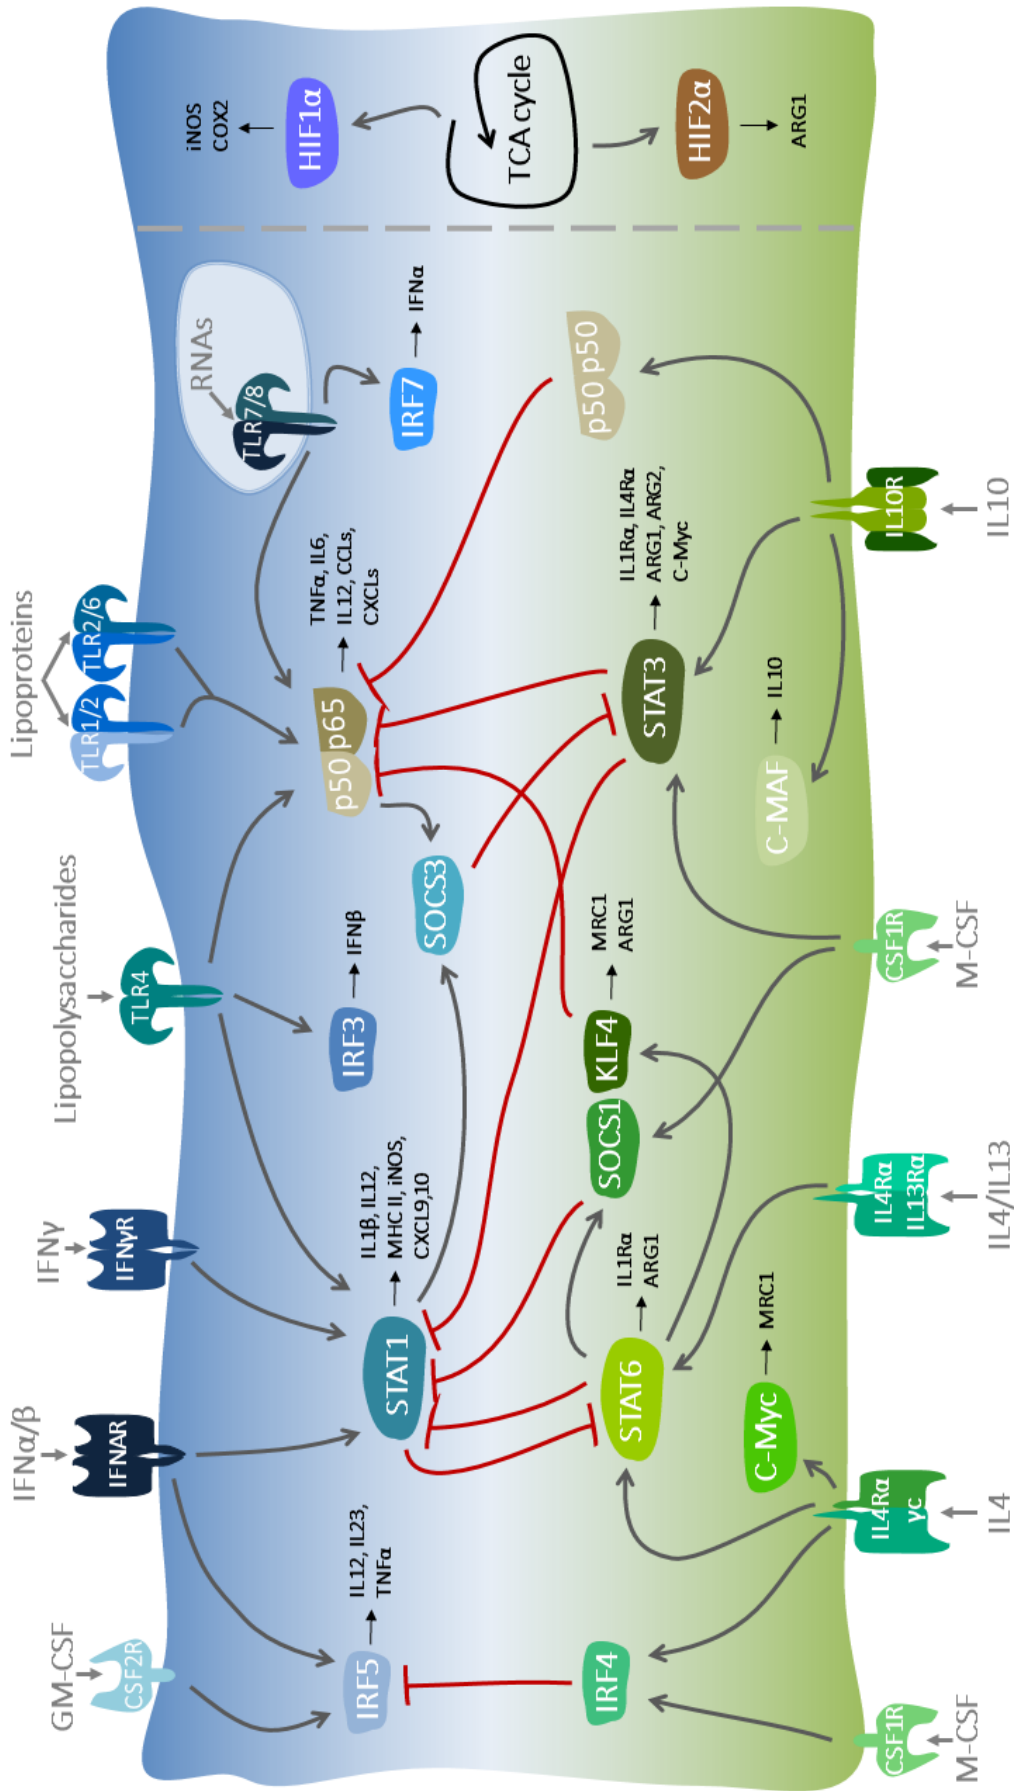 GM-CSF
IFNα/β
IFNγ
Lipopolysaccharides
Lipoproteins
CSF2R
IFNAR
IFNγR
TLR4
TLR1/2
TLR2/6
RNAs
TLR7/8
iNOS
COX2
HIF1α
IRF5
IL12, IL23,
TNFα
STAT1
IL1β, IL12,
MHC II, iNOS,
CXCL9,10
IRF3
IFNβ
SOCS3
p50
p65
TNFα, IL6,
IL12, CCLs,
CXCLs
IRF7
IFNα
TCA cycle
IRF4
STAT6
IL1Rα
ARG1
SOCS1
KLF4
MRC1
ARG1
STAT3
IL1Rα, IL4Rα
ARG1, ARG2,
C-Myc
p50
p50
HIF2α
ARG1
C-Myc
MRC1
C-MAF
IL10
CSF1R
IL4Rα
γc
IL4Rα
IL13Rα
CSF1R
IL10R
M-CSF
IL4
IL4/IL13
M-CSF
IL10